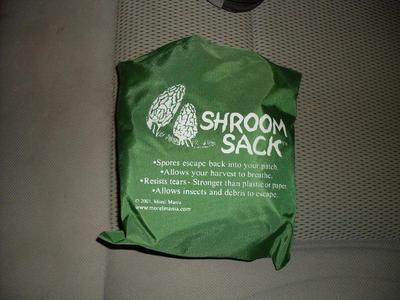 SHROOM
SACK
•Spores escape back into your patch.
•Allows your harvest to breathe.
•Resists tears - Stronger than plastic or paper.
•Allows insects and debris to escape.
© 2001, Morel Mania
www.morelmania.com